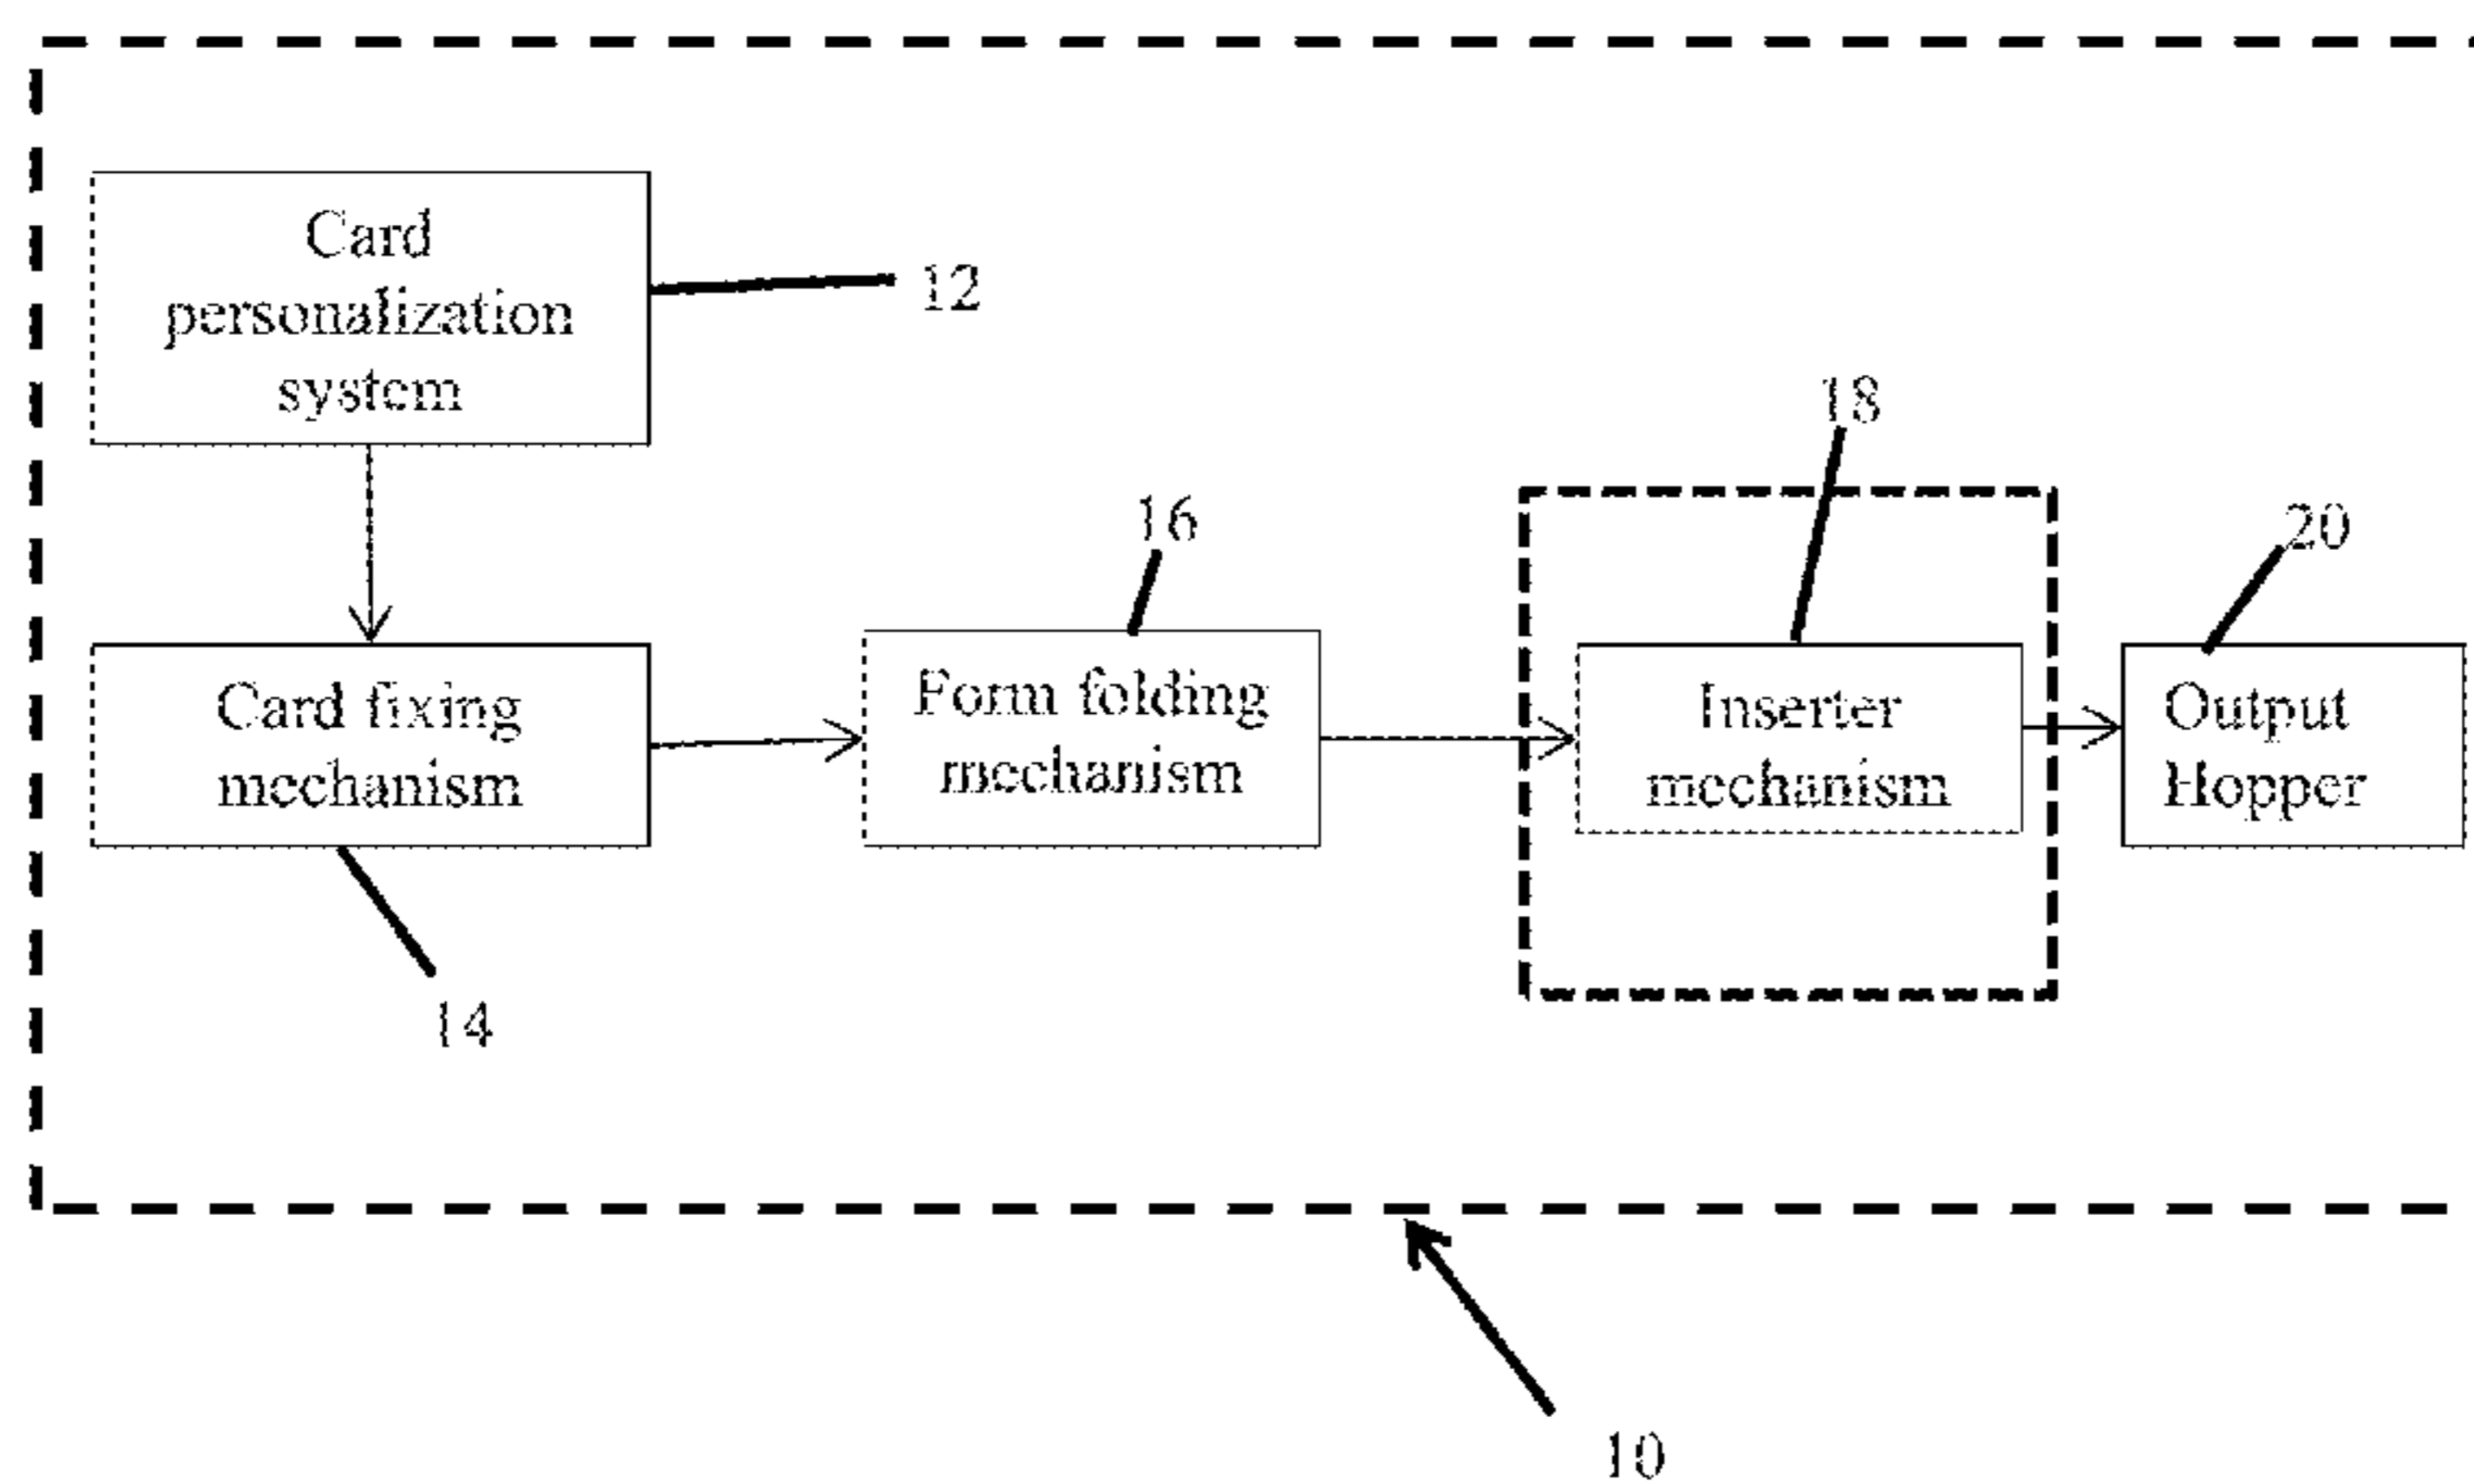 Card
personalization
system
12
18
16
20
Card fixing
mechanism
Form folding
mechanism
Inserter
mechanism
Output
Hopper
14
10